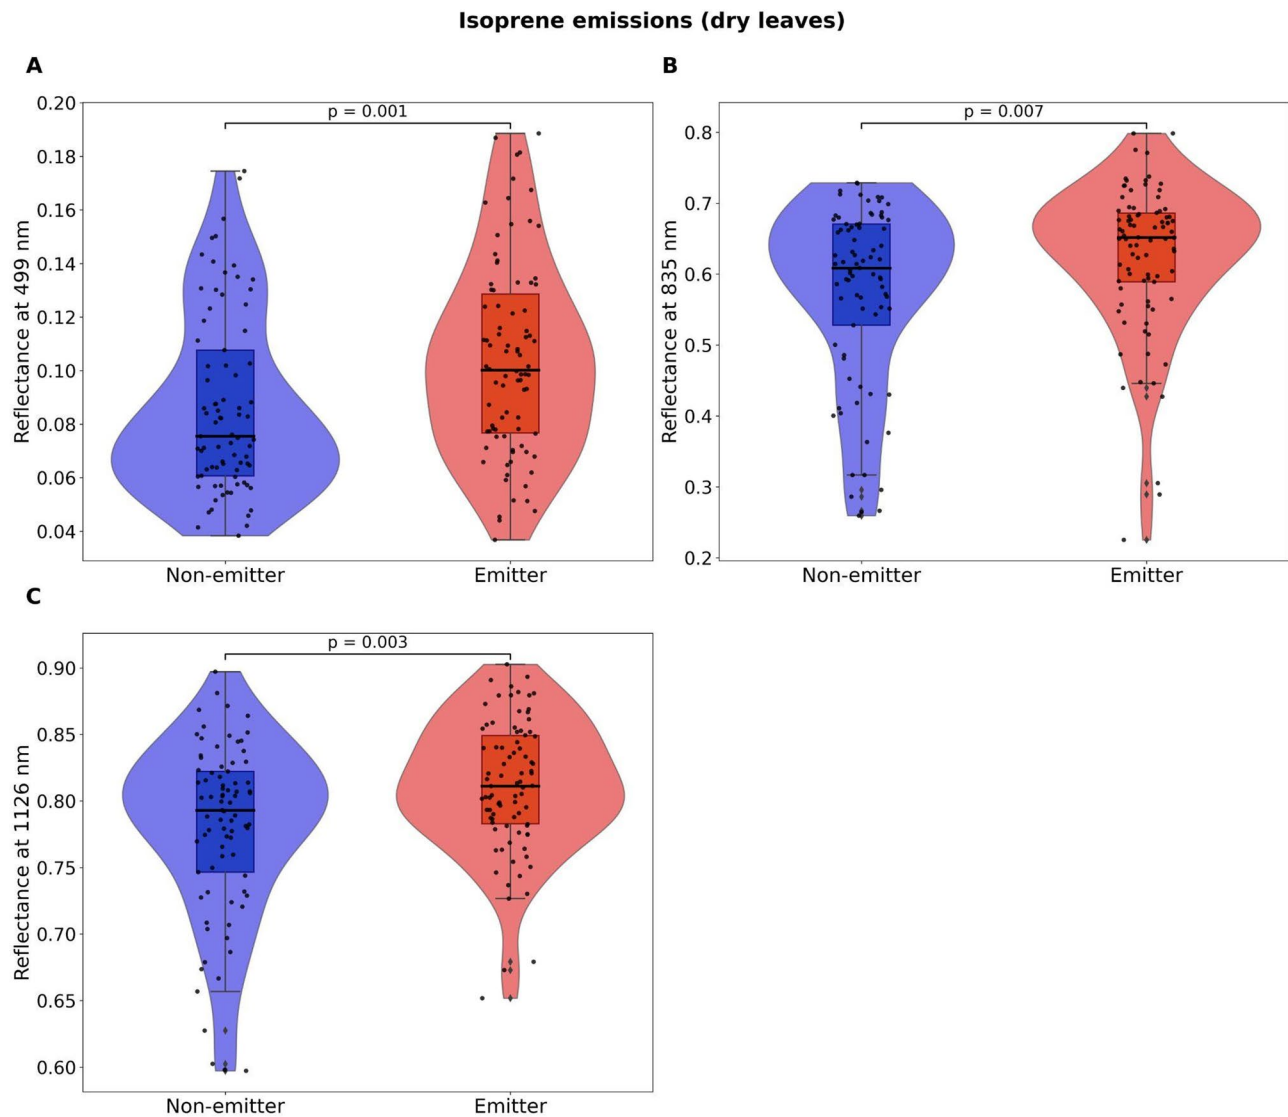 Isoprene emissions (dry leaves)
A
p = 0.001
Reflectance at 499 nm
0.20
0.18
0.16
0.14
0.12
0.10
0.08
0.06
0.04
Non-emitter
Emitter
B
p = 0.007
Reflectance at 835 nm
0.8
0.7
0.6
0.5
0.4
0.3
0.2
Non-emitter
Emitter
C
p = 0.003
Reflectance at 1126 nm
0.90
0.85
0.80
0.75
0.70
0.65
0.60
Non-emitter
Emitter